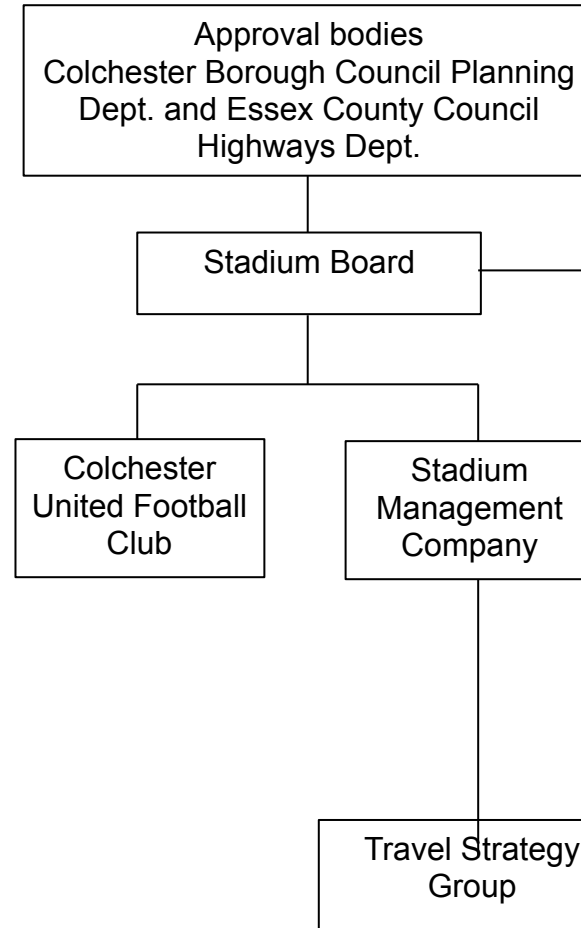 Approval bodies
Colchester Borough Council Planning
Dept. and Essex County Council
Highways Dept.
Stadium Board
Colchester
United Football
Club
Stadium
Management
Company
Travel Strategy
Group